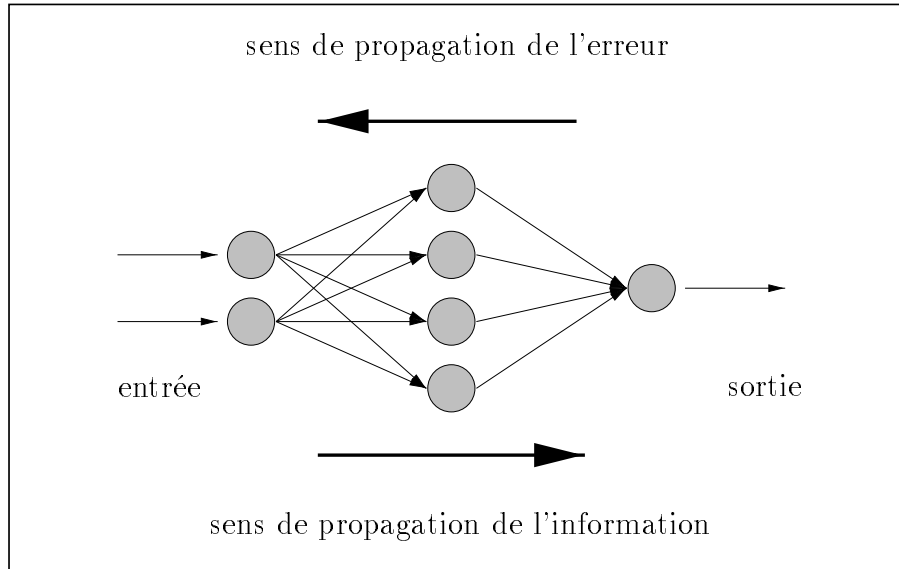 sens de propagation de l'erreur
entrée
sortie
sens de propagation de l'information